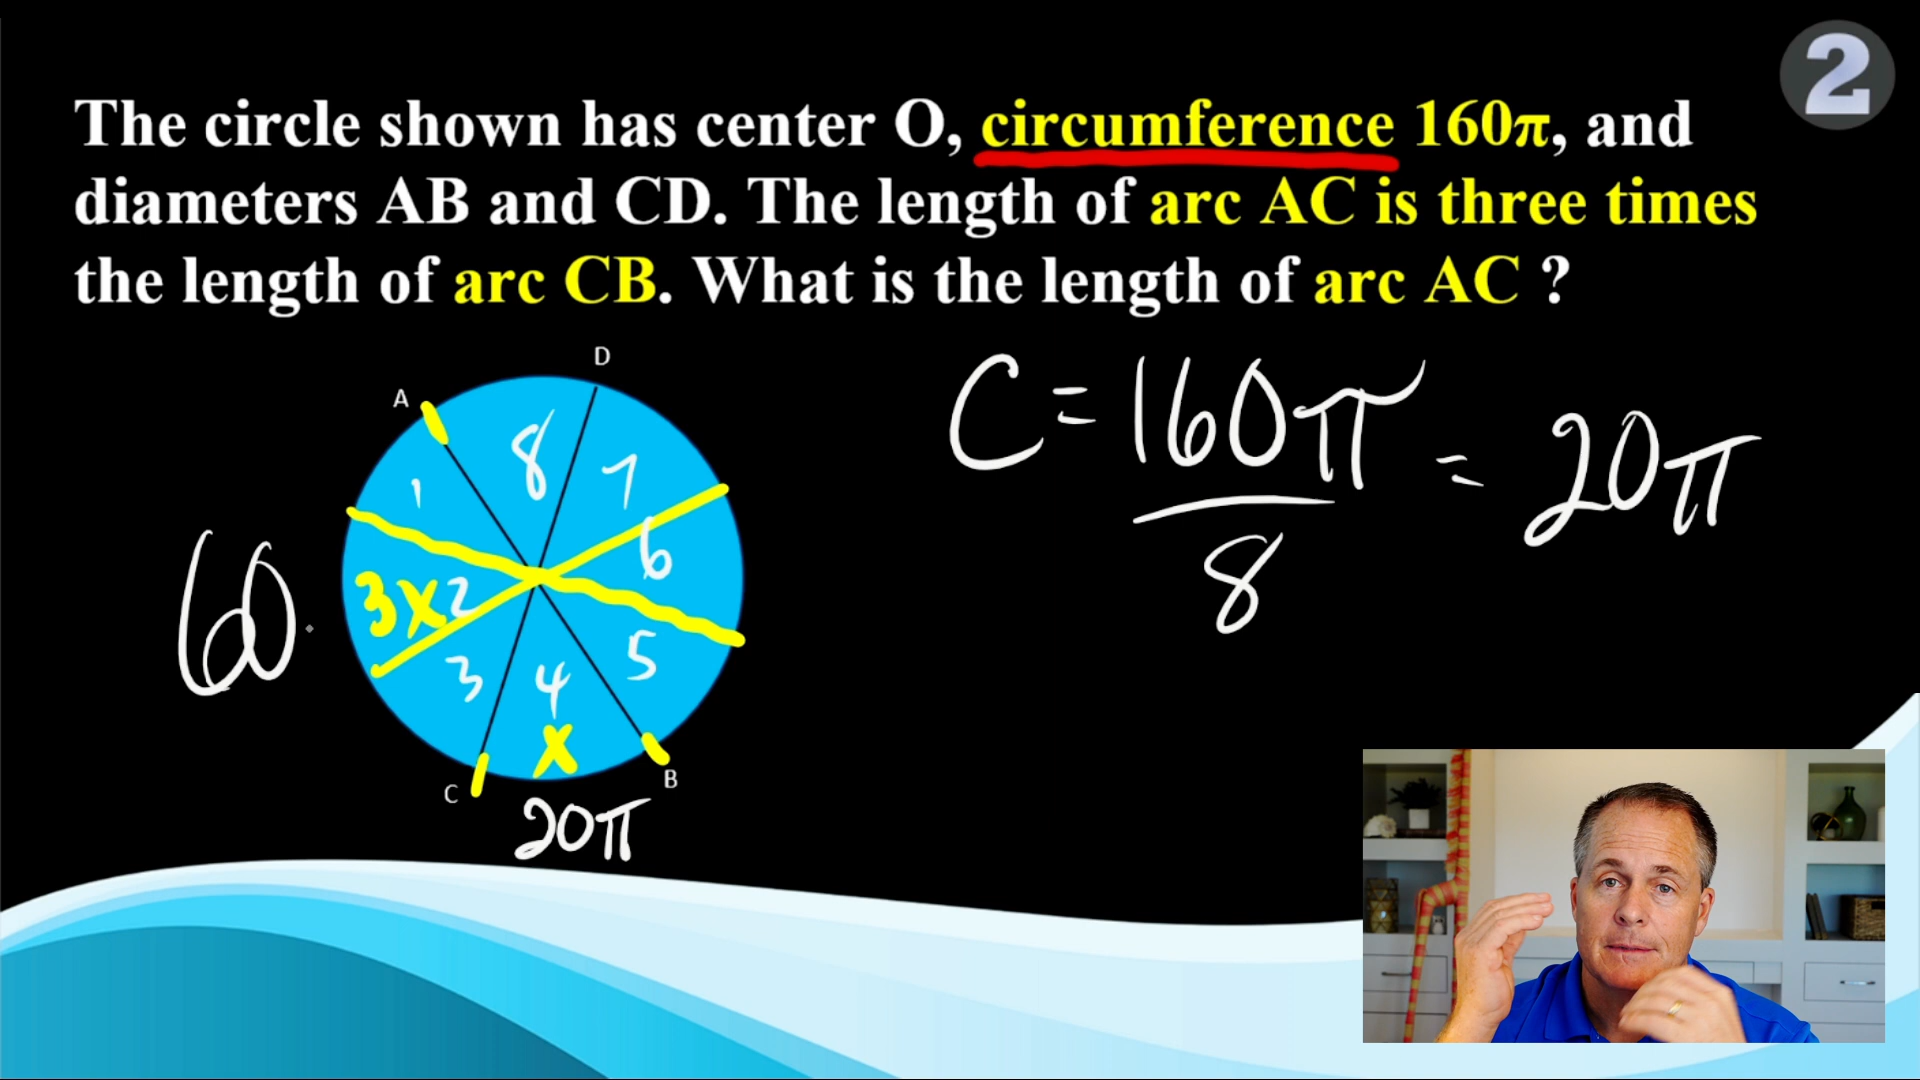 2
The circle shown has center O, circumference 160π, and
diameters AB and CD. The length of arc AC is three times
the length of arc CB. What is the length of arc AC ?
D
A
8
7
1
6
3x
2
5
3
4
x
C
B
20π
60
C = 160π = 20π
8